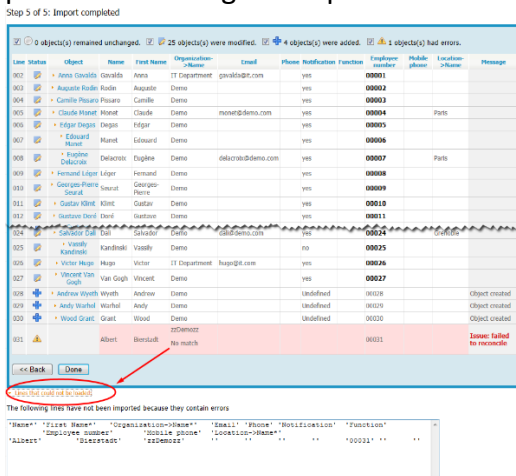 Step 5 of 5: Import completed
0 objects(s) remained unchanged. 25 objects(s) were modified. 4 objects(s) were added. 1 objects(s) had errors.
Line Status Object Name First Name Organization->Name Email Phone Notification Function Employee number Mobile phone Location->Name Message
002 Anna Gavalda Gavalda Anna IT Department gavalda@it.com yes 00001
003 Auguste Rodin Rodin Auguste Demo yes 00002
004 Camille Pissaro Pissaro Camille Demo yes 00003
005 Claude Monet Monet Claude Demo monet@demo.com yes 00004 Paris
006 Edgar Degas Degas Edgar Demo yes 00005
007 Edouard Manet Manet Edouard Demo yes 00006
008 Eugène Delacroix Delacroix Eugène Demo delacroix@demo.com yes 00007 Paris
009 Fernand Léger Léger Fernand Demo yes 00008
010 Georges-Pierre Seurat Seurat Georges-Pierre Demo yes 00009
011 Gustav Klint Klint Gustav Demo yes 00010
012 Gustave Doré Doré Gustave Demo yes 00011
024 Salvador Dali Dali Salvador Demo dali@demo.com yes 00024 Grenoble
025 Vassily Kandinski Kandinski Vassily Demo no 00025
026 Victor Hugo Hugo Victor IT Department hugo@it.com yes 00026
027 Vincent Van Gogh Van Gogh Vincent Demo yes 00027
028 Andrew Wyeth Wyeth Andrew Demo Undefined 00028 Object created
029 Andy Warhol Warhol Andy Demo Undefined 00029 Object created
030 Wood Grant Grant Wood Demo Undefined 00030 Object created
031 Albert Bierstadt zzDemozz No match 00031 Issue: failed to reconcile
<< Back Done
Lines that could not be loaded:
The following lines have not been imported because they contain errors
'Name*' 'First Name*' 'Organization->Name*' 'Email' 'Phone' 'Notification' 'Function'
'Employee number' 'Mobile phone' 'Location->Name*'
'Albert' 'Bierstadt' 'zzDemozz' '' '' '' '' '00031' '' ''